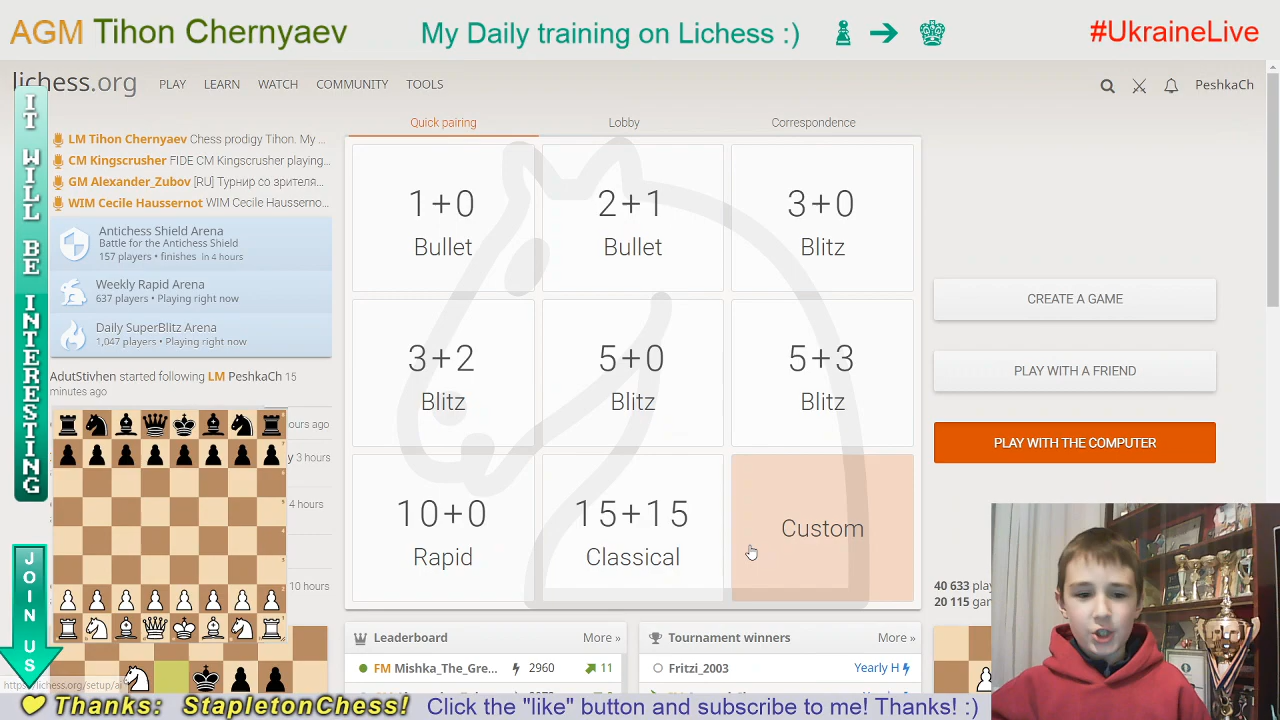 AGM Tihon Chernyaev
My Daily training on Lichess :)
#UkraineLive
lichess.org
PLAY
LEARN
WATCH
COMMUNITY
TOOLS
PeshkaCh
IT WILL BE INTERESTING
JOIN US
LM Tihon Chernyaev Chess prodigy Tihon. My ...
CM Kingscrusher FIDE CM Kingscrusher playing...
GM Alexander_Zubov [RU] Турнир со зрителя...
WIM Cecile Haussernot WIM Cecile Hausserno...
Antichess Shield Arena
Battle for the Antichess Shield
157 players • finishes in 4 hours
Weekly Rapid Arena
637 players • Playing right now
Daily SuperBlitz Arena
1,047 players • Playing right now
AdutStivhen started following LM PeshkaCh 15
minutes ago
ours ago
y 3 hours
4 hours
10 hours
Quick pairing
Lobby
Correspondence
1+0
Bullet
2+1
Bullet
3+0
Blitz
3+2
Blitz
5+0
Blitz
5+3
Blitz
10+0
Rapid
15+15
Classical
Custom
CREATE A GAME
PLAY WITH A FRIEND
PLAY WITH THE COMPUTER
40 633 play
20 115 gam
Leaderboard
More »
FM Mishka_The_Gre...
2960
11
Tournament winners
More »
Fritzi_2003
Yearly H
https://lichess.org/setup/ai
Thanks: StapletonChess!
Click the "like" button and subscribe to me! Thanks! :)